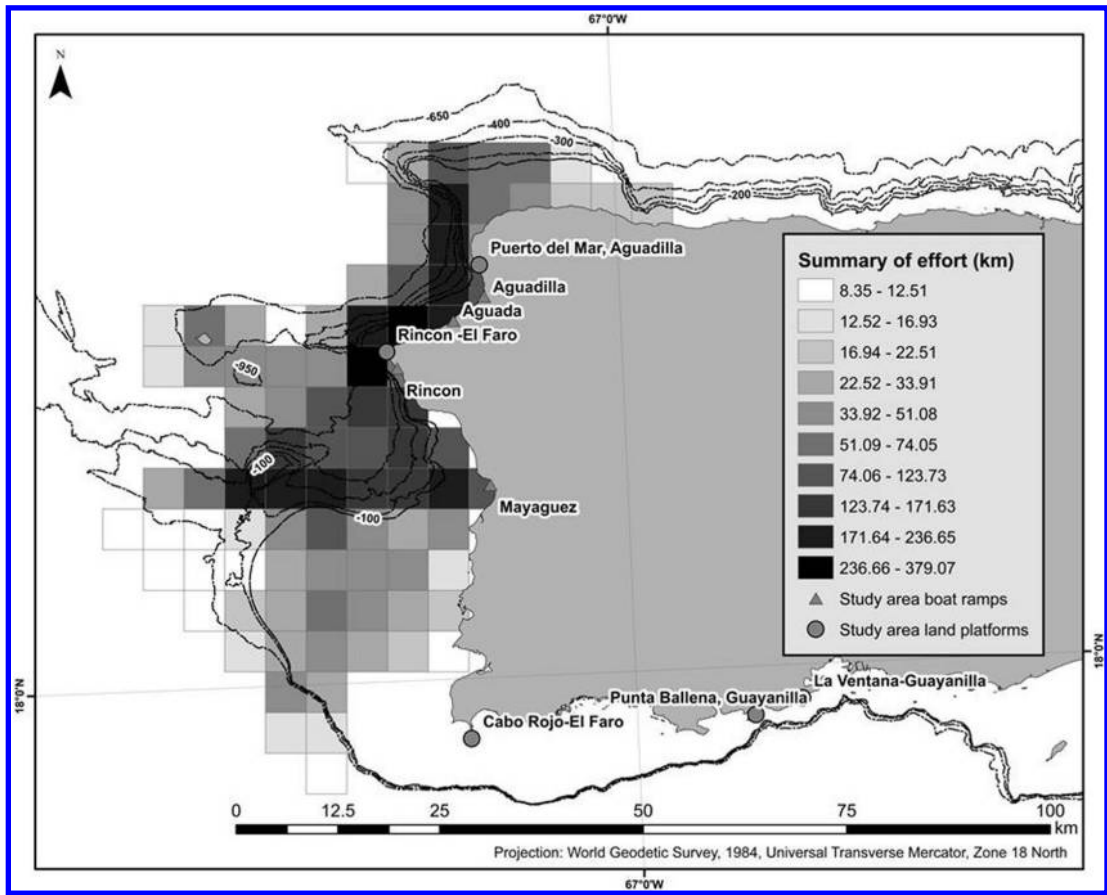 67°0'W
N
-650
-400
-300
-200
Puerto del Mar, Aguadilla
Aguadilla
Aguada
Rincon -El Faro
-950
Rincon
-100
Mayaguez
-100
Summary of effort (km)
8.35 - 12.51
12.52 - 16.93
16.94 - 22.51
22.52 - 33.91
33.92 - 51.08
51.09 - 74.05
74.06 - 123.73
123.74 - 171.63
171.64 - 236.65
236.66 - 379.07
Study area boat ramps
Study area land platforms
18°0'N
18°0'N
La Ventana-Guayanilla
Punta Ballena, Guayanilla
Cabo Rojo-El Faro
0 12.5 25 50 75 100
km
Projection: World Geodetic Survey, 1984, Universal Transverse Mercator, Zone 18 North
67°0'W